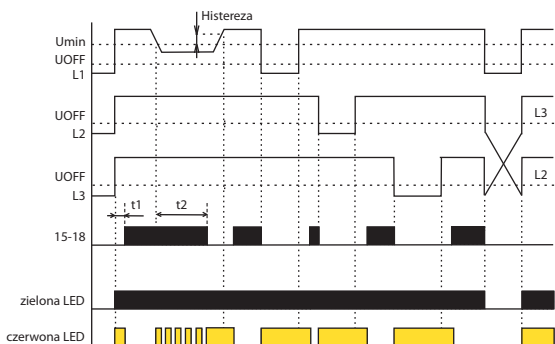 Histereza
Umin
UOFF
L1
UOFF
L2
L3
UOFF
L3
L2
t1
t2
15-18
zielona LED
czerwona LED